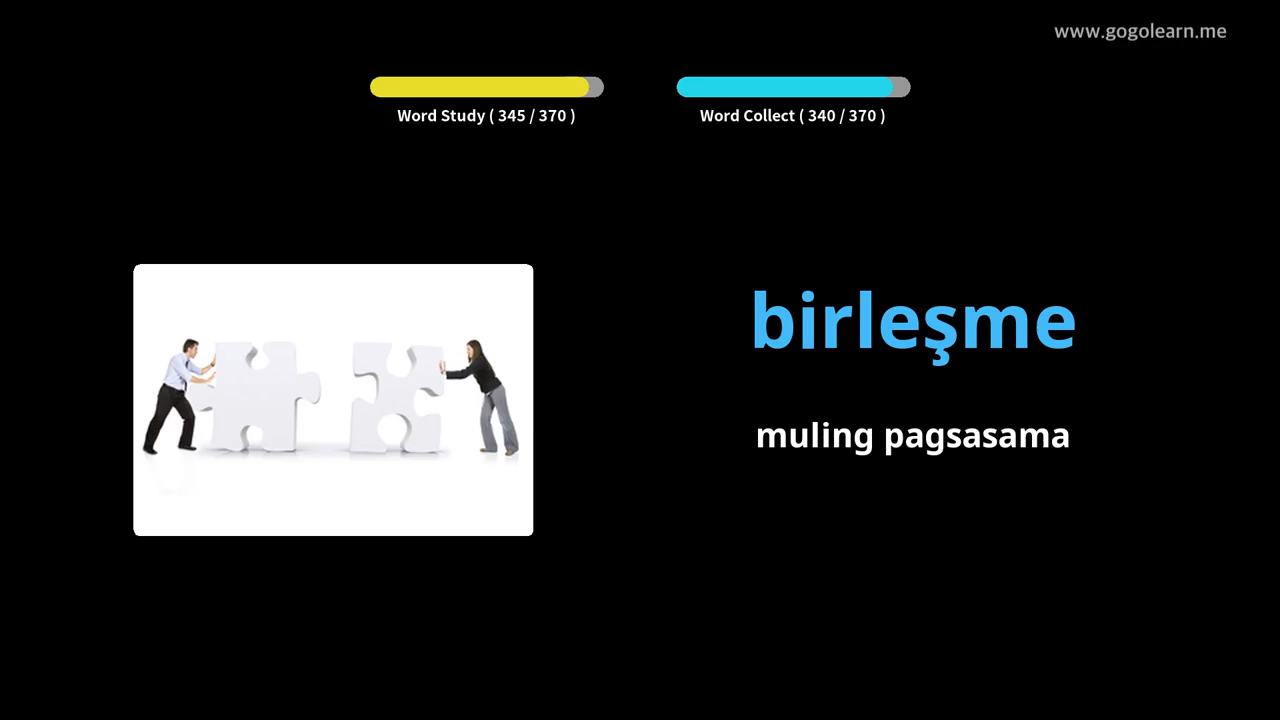 www.gogolearn.me
Word Study ( 345 / 370 )
Word Collect ( 340 / 370 )
birleşme
muling pagsasama